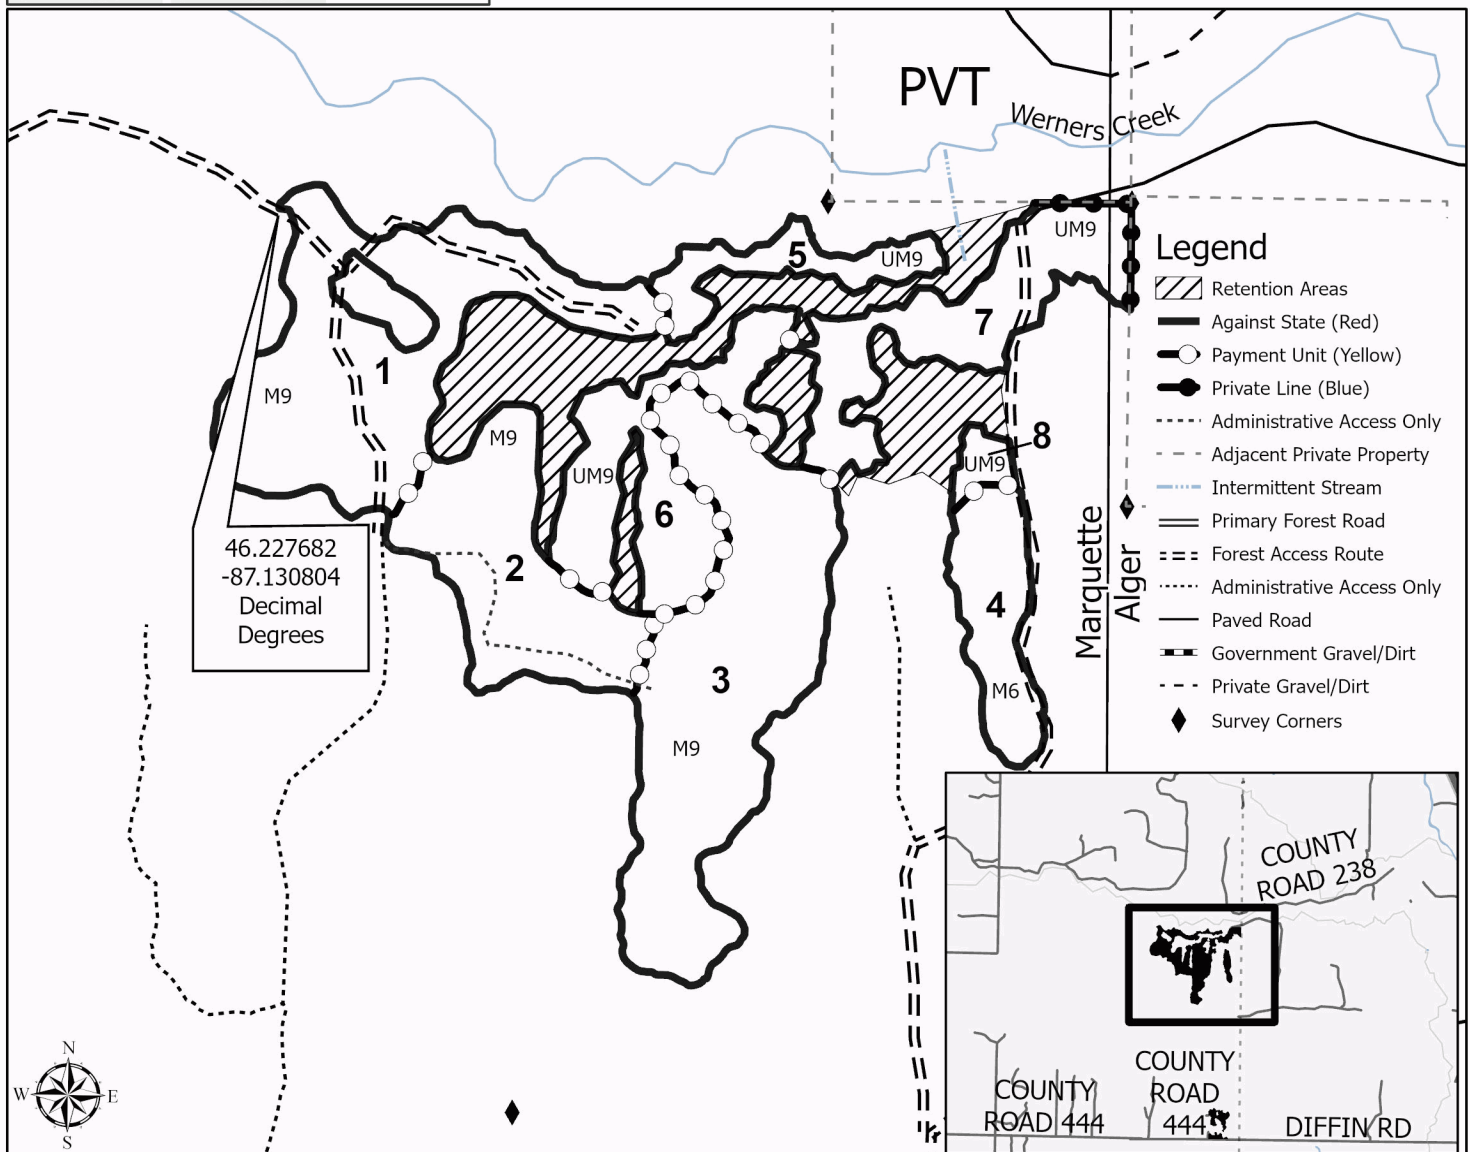 PVT
Werners Creek
UM9
5
UM9
7
1
M9
M9
8
UM9
UM9
6
2
4
3
M6
M9
46.227682
-87.130804
Decimal
Degrees
Marquette
Alger
Legend
Retention Areas
Against State (Red)
Payment Unit (Yellow)
Private Line (Blue)
Administrative Access Only
Adjacent Private Property
Intermittent Stream
Primary Forest Road
Forest Access Route
Administrative Access Only
Paved Road
Government Gravel/Dirt
Private Gravel/Dirt
Survey Corners
COUNTY
ROAD 238
COUNTY
ROAD 444
COUNTY
ROAD
444
DIFFIN RD
N
W
E
S